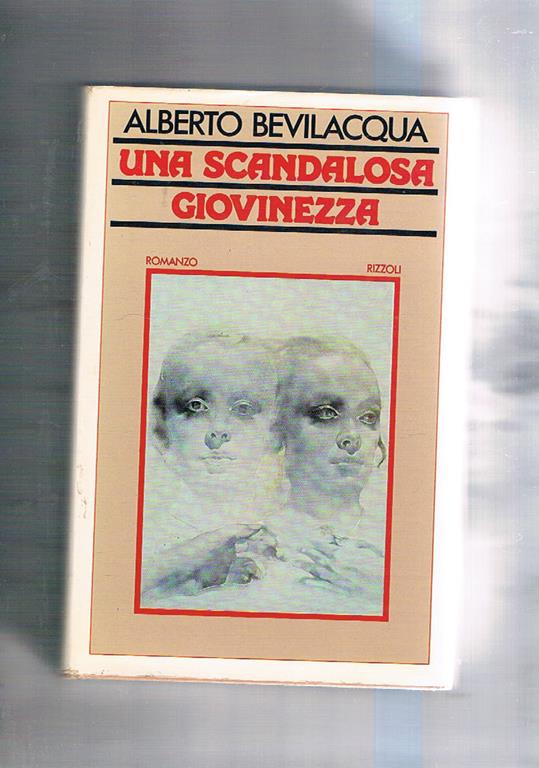 ALBERTO BEVILACQUA
UNA SCANDALOSA
GIOVINEZZA
ROMANZO RIZZOLI